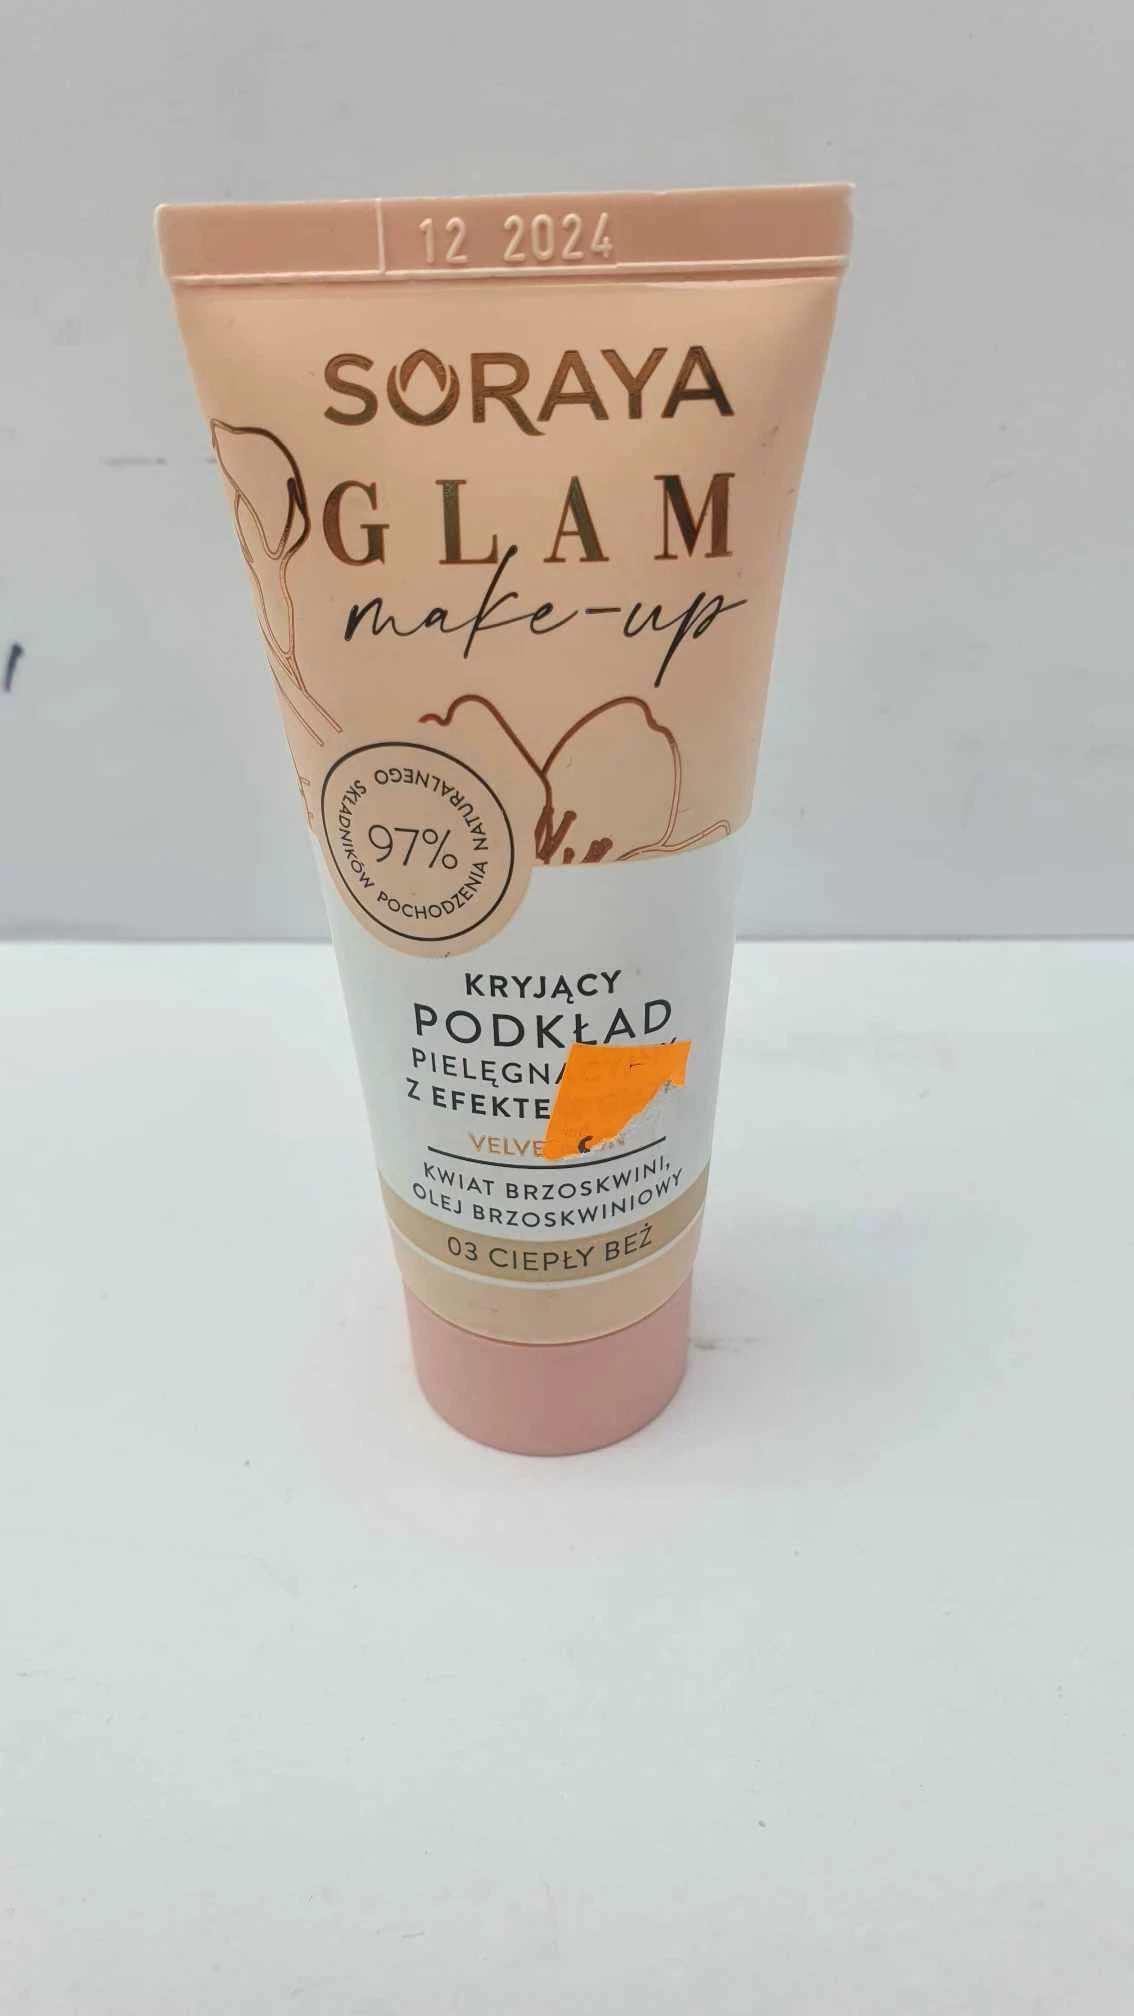 12 2024
SORAYA
GLAM
make-up
97%
SKŁADNIKÓW POCHODZENIA NATURALNEGO
KRYJĄCY
PODKŁAD
Z
KWIAT BRZOSKWINI,
OLEJ BRZOSKWINIOWY
03 CIEPŁY BEŻ